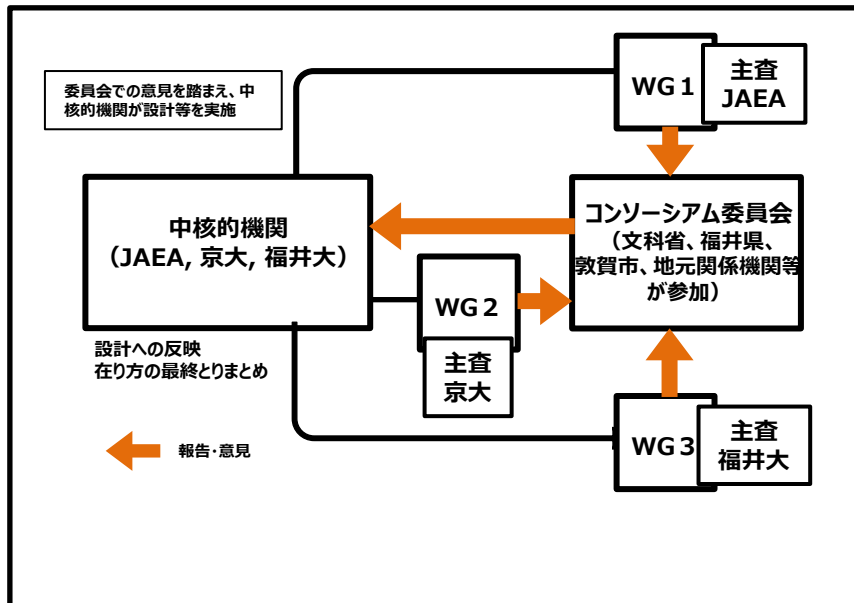 委員会での意見を踏まえ、中
核的機関が設計等を実施
WG1
主査
JAEA
中核的機関
（JAEA, 京大, 福井大）
コンソーシアム委員会
（文科省、福井県、
敦賀市、地元関係機関等
が参加）
WG2
主査
京大
設計への反映
在り方の最終とりまとめ
WG3
主査
福井大
報告・意見